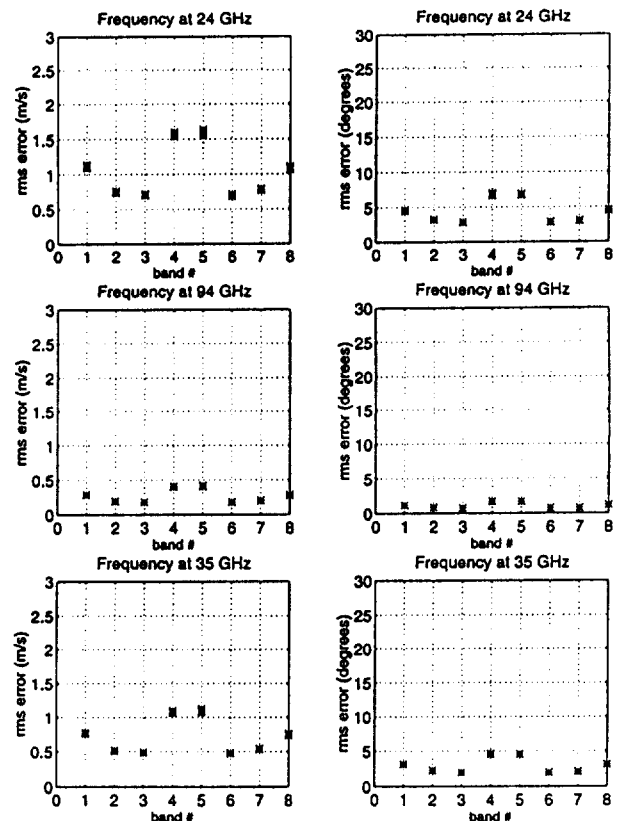 Frequency at 24 GHz
3
2.5
2
1.5
1
0.5
0
rms error (m/s)
0 1 2 3 4 5 6 7 8
band #
Frequency at 24 GHz
30
25
20
15
10
5
0
rms error (degrees)
0 1 2 3 4 5 6 7 8
band #
Frequency at 94 GHz
3
2.5
2
1.5
1
0.5
0
rms error (m/s)
0 1 2 3 4 5 6 7 8
band #
Frequency at 94 GHz
30
25
20
15
10
5
0
rms error (degrees)
0 1 2 3 4 5 6 7 8
band #
Frequency at 35 GHz
3
2.5
2
1.5
1
0.5
0
rms error (m/s)
0 1 2 3 4 5 6 7 8
band #
Frequency at 35 GHz
30
25
20
15
10
5
0
rms error (degrees)
0 1 2 3 4 5 6 7 8
band #